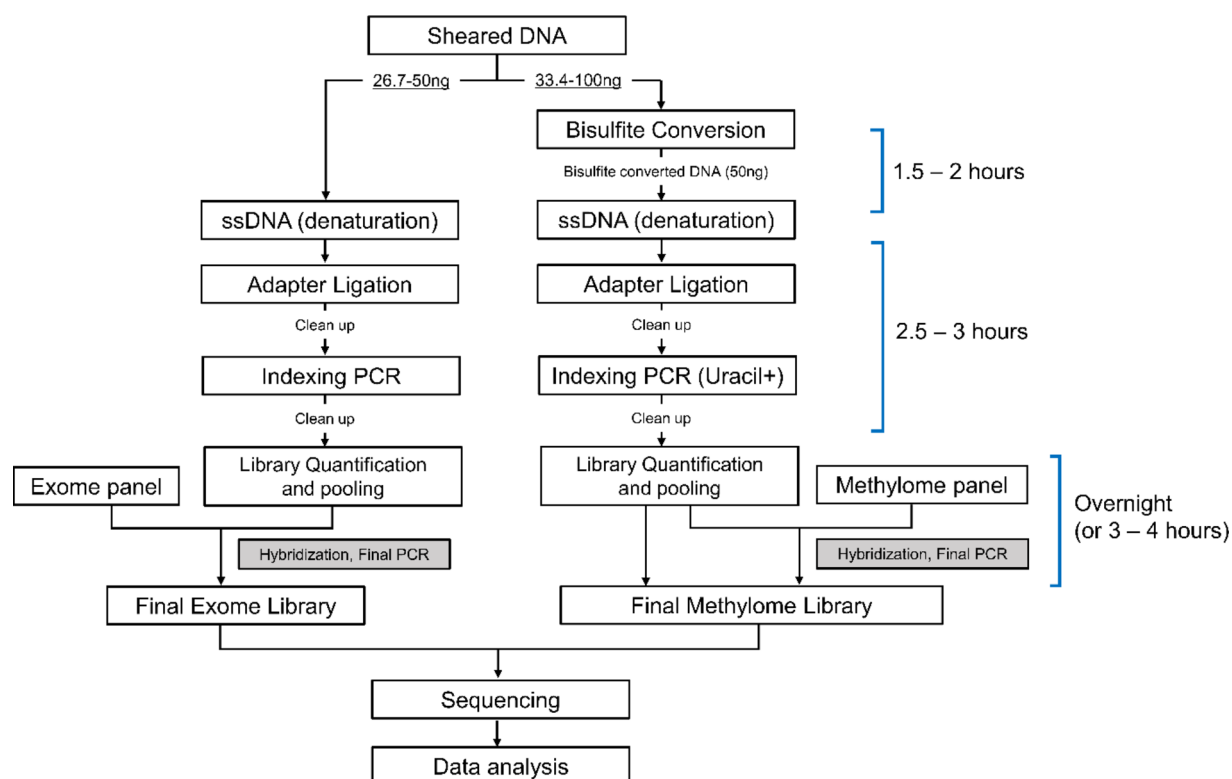 Sheared DNA
26.7-50ng
33.4-100ng
Bisulfite Conversion
Bisulfite converted DNA (50ng)
1.5 – 2 hours
ssDNA (denaturation)
ssDNA (denaturation)
Adapter Ligation
Adapter Ligation
Clean up
Clean up
2.5 – 3 hours
Indexing PCR
Indexing PCR (Uracil+)
Clean up
Clean up
Exome panel
Library Quantification
and pooling
Library Quantification
and pooling
Methylome panel
Overnight
(or 3 – 4 hours)
Hybridization, Final PCR
Hybridization, Final PCR
Final Exome Library
Final Methylome Library
Sequencing
Data analysis